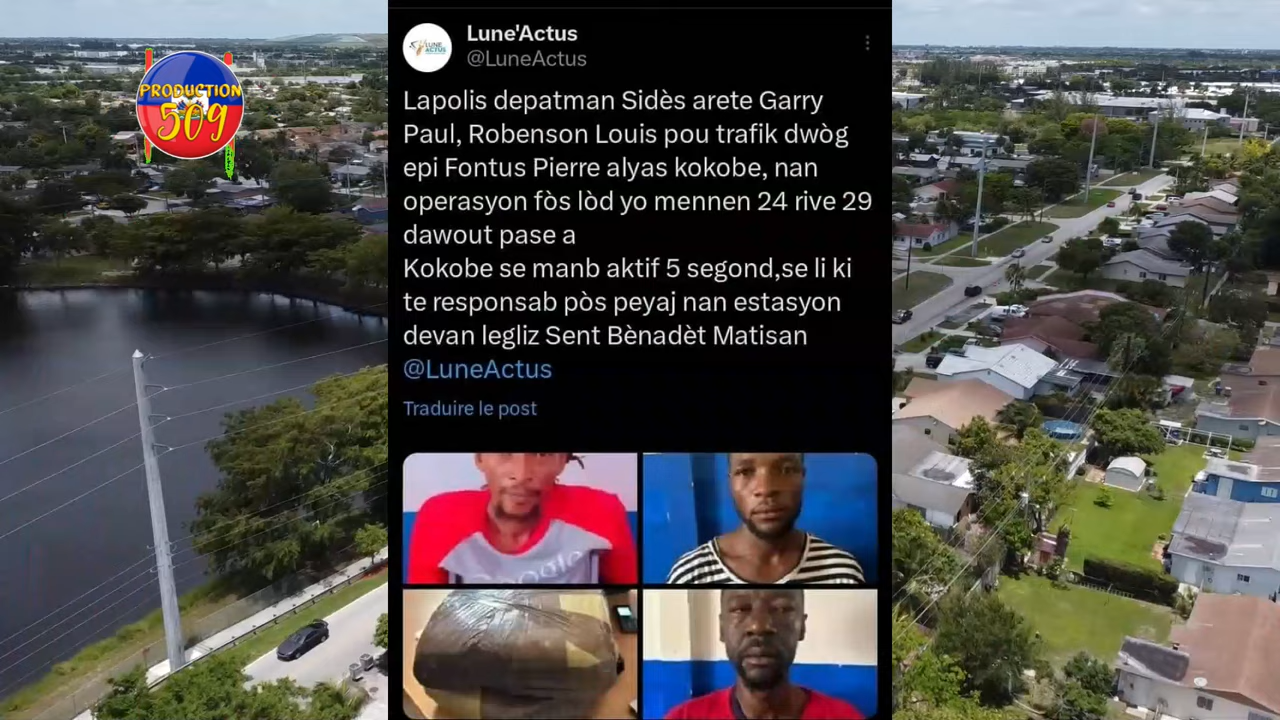 PRODUCTION
509
Lune'Actus
@LuneActus
Lapolis depatman Sidès arete Garry
Paul, Robenson Louis pou trafik dwòg
epi Fontus Pierre alyas kokobe, nan
operasyon fòs lòd yo mennen 24 rive 29
dawout pase a
Kokobe se manb aktif 5 segond,se li ki
te responsab pòs peyaj nan estasyon
devan legliz Sent Bènadèt Matisan
@LuneActus
Traduire le post
Google